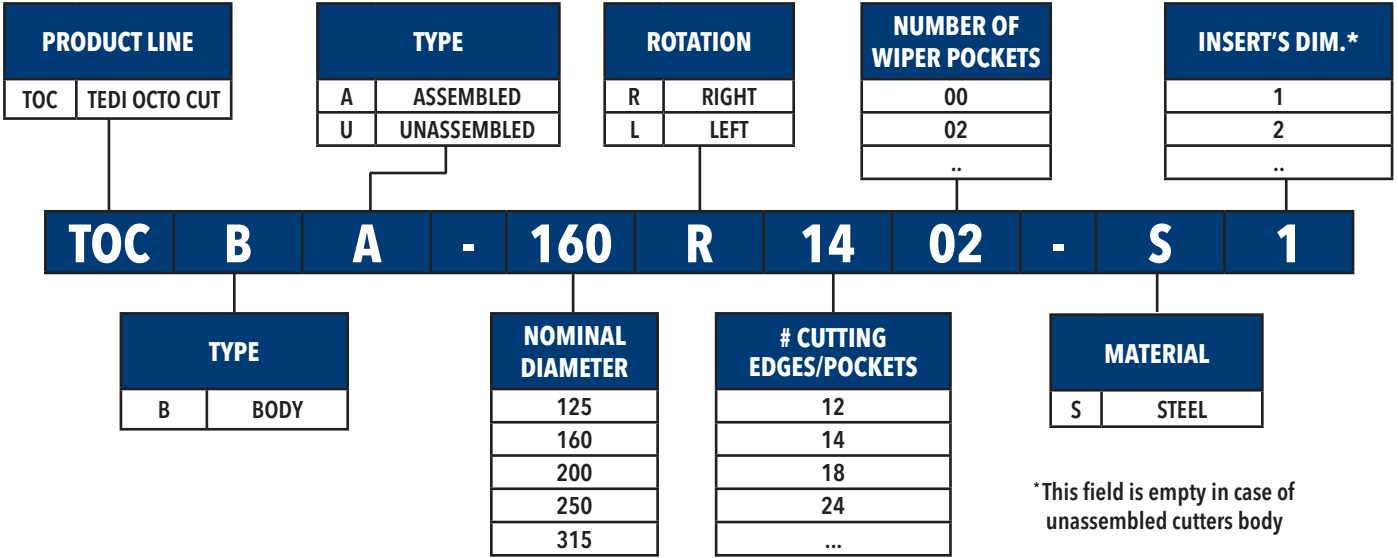 PRODUCT LINE
TOC TEDI OCTO CUT
TYPE
A ASSEMBLED
U UNASSEMBLED
ROTATION
R RIGHT
L LEFT
NUMBER OF
WIPER POCKETS
00
02
..
INSERT'S DIM.*
1
2
..
TOC B A - 160 R 14 02 - S 1
TYPE
B BODY
NOMINAL
DIAMETER
125
160
200
250
315
# CUTTING
EDGES/POCKETS
12
14
18
24
...
MATERIAL
S STEEL
*This field is empty in case of
unassembled cutters body